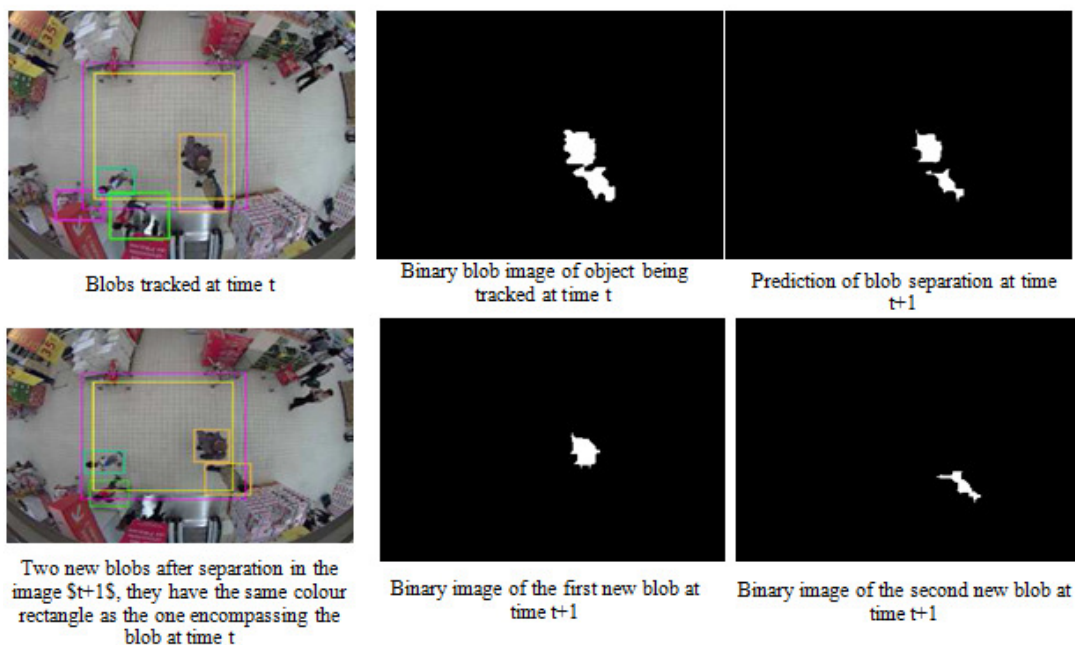 Blobs tracked at time t
Binary blob image of object being
tracked at time t
Prediction of blob separation at time
t+1
Two new blobs after separation in the
image $t+1$, they have the same colour
rectangle as the one encompassing the
blob at time t
Binary image of the first new blob at
time t+1
Binary image of the second new blob at
time t+1